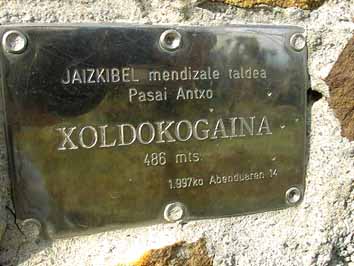 JAIZKIBEL mendizale taldea
Pasai Antxo
XOLDOKOGAINA
486 mts.
1.997ko Abenduaren 14